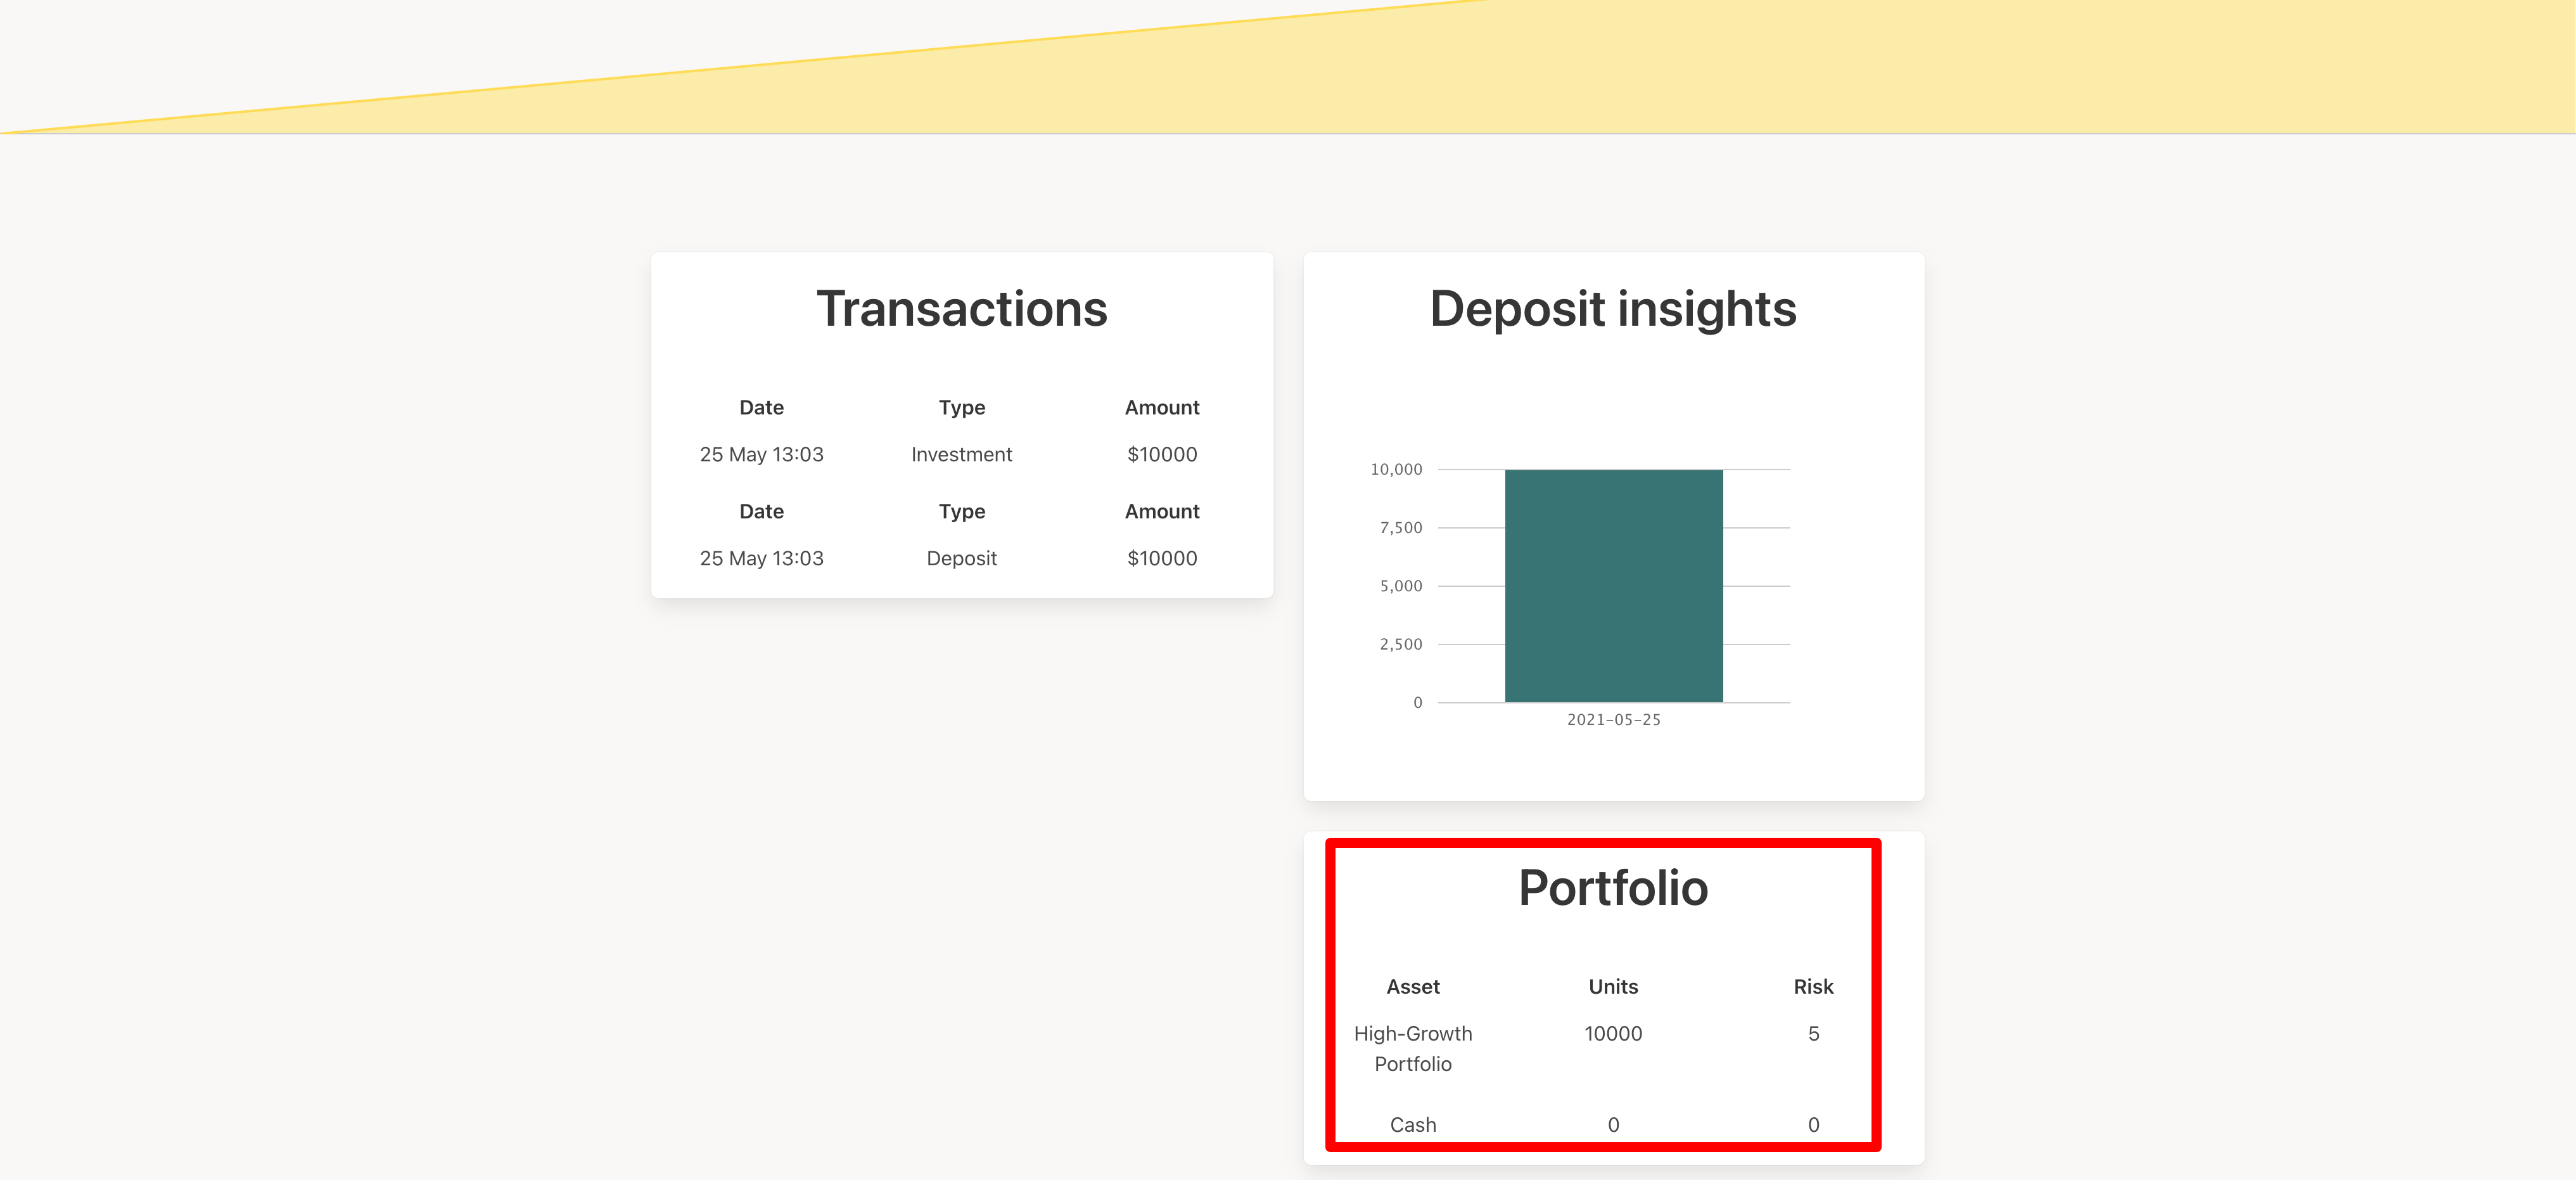 Transactions
Date Type Amount
25 May 13:03 Investment $10000
Date Type Amount
25 May 13:03 Deposit $10000
Deposit insights
10,000
7,500
5,000
2,500
0
2021-05-25
Portfolio
Asset Units Risk
High-Growth 10000 5
Portfolio
Cash 0 0